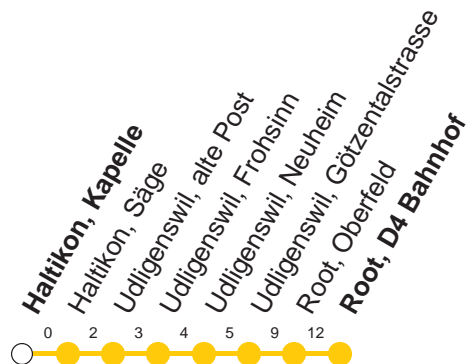 Haltikon, Kapelle
Haltikon, Säge
Udligenswil, alte Post
Udligenswil, Frohsinn
Udligenswil, Neuheim
Udligenswil, Götzentalstrasse
Root, Oberfeld
Root, D4 Bahnhof
0 2 3 4 5 9 12